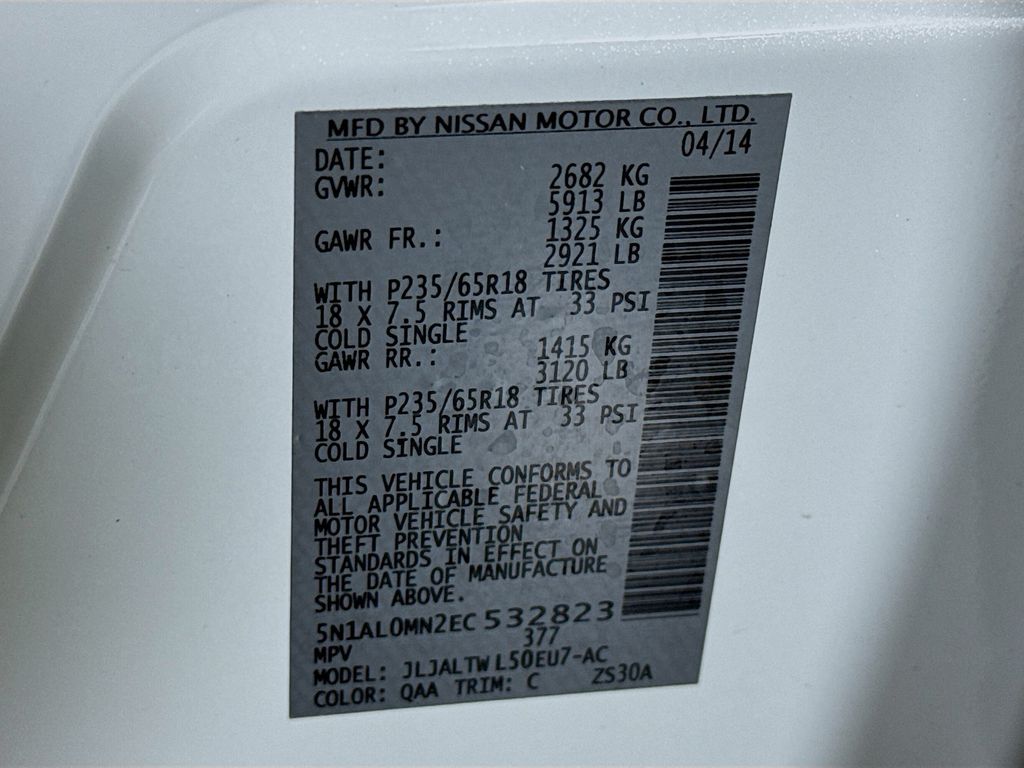 MFD BY NISSAN MOTOR CO., LTD.
DATE: 04/14
GVWR: 2682 KG
5913 LB
GAWR FR.: 1325 KG
2921 LB
WITH P235/65R18 TIRES
18 X 7.5 RIMS AT 33 PSI
COLD SINGLE
GAWR RR.: 1415 KG
3120 LB
WITH P235/65R18 TIRES
18 X 7.5 RIMS AT 33 PSI
COLD SINGLE
THIS VEHICLE CONFORMS TO
ALL APPLICABLE FEDERAL
MOTOR VEHICLE SAFETY AND
THEFT PREVENTION
STANDARDS IN EFFECT ON
THE DATE OF MANUFACTURE
SHOWN ABOVE.
5N1AL0MN2EC532823
MPV 377
MODEL: JLJALTWL50EU7-AC
COLOR: QAA TRIM: C ZS30A